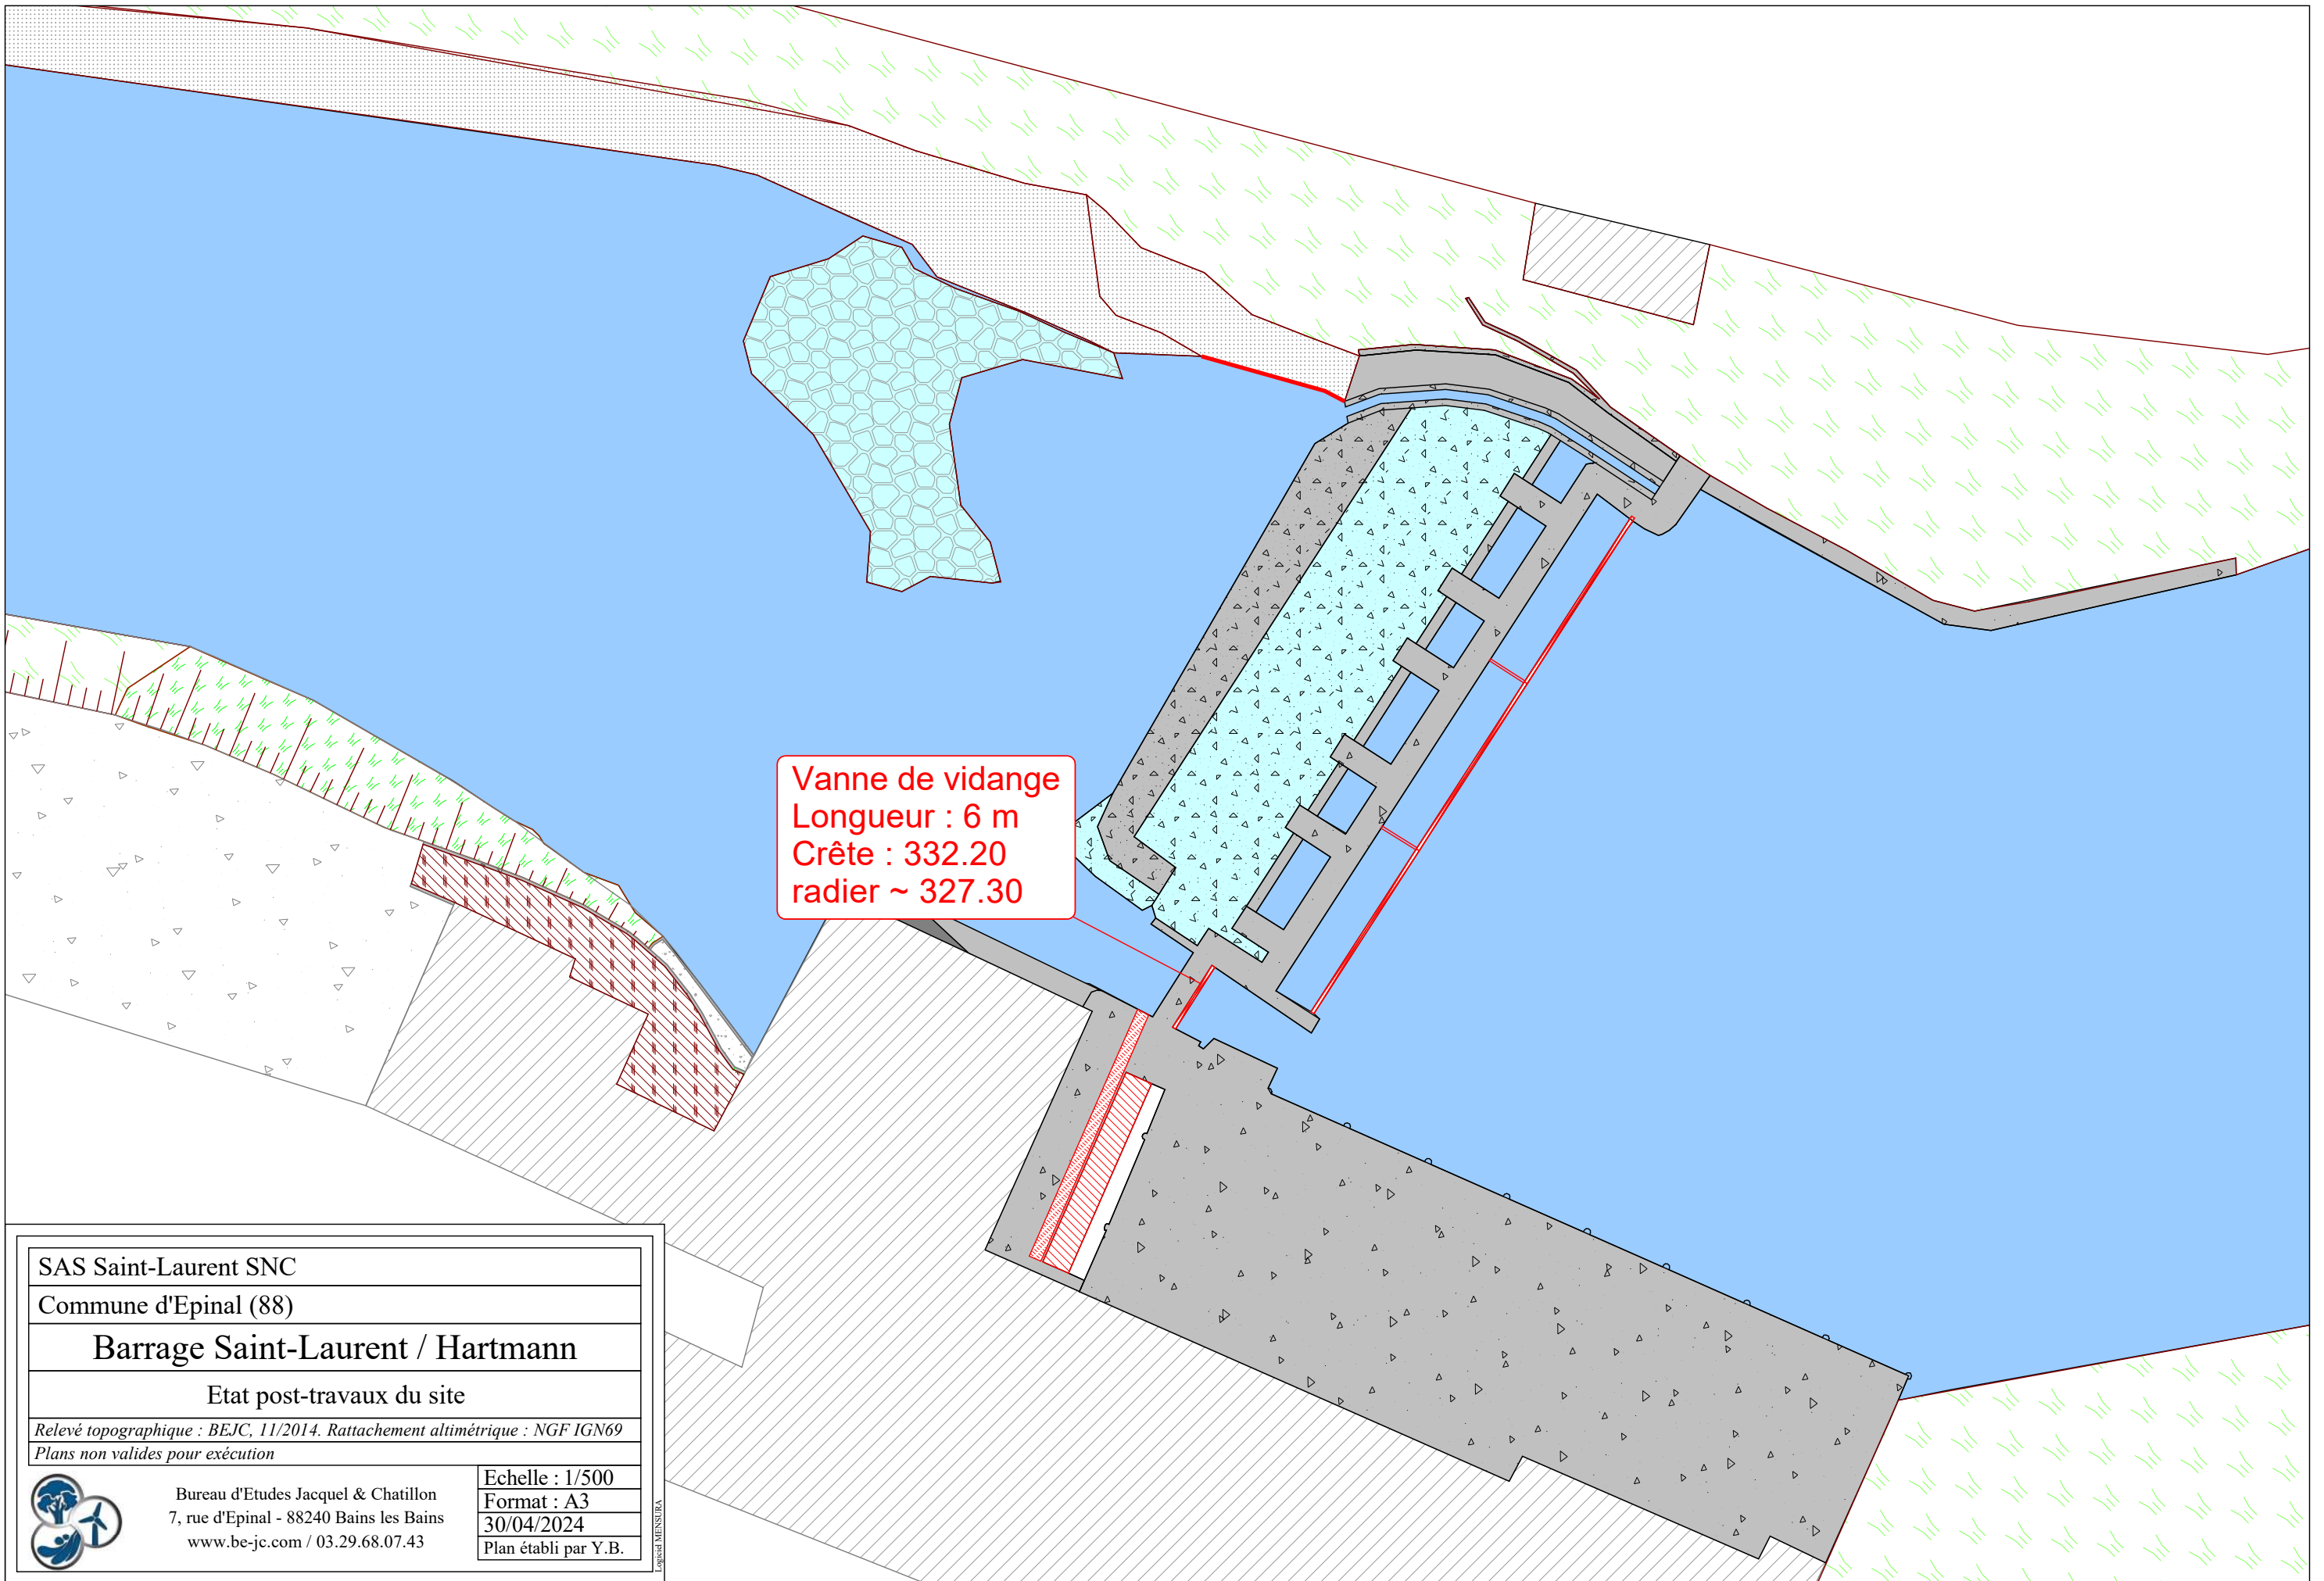 Vanne de vidange
Longueur : 6 m
Crête : 332.20
radier ~ 327.30
SAS Saint-Laurent SNC
Commune d'Epinal (88)
Barrage Saint-Laurent / Hartmann
Etat post-travaux du site
Relevé topographique : BEJC, 11/2014. Rattachement altimétrique : NGF IGN69
Plans non valides pour exécution
Bureau d'Etudes Jacquel & Chatillon
7, rue d'Epinal - 88240 Bains les Bains
www.be-jc.com / 03.29.68.07.43
Echelle : 1/500
Format : A3
30/04/2024
Plan établi par Y.B.
Logiciel MENSURA